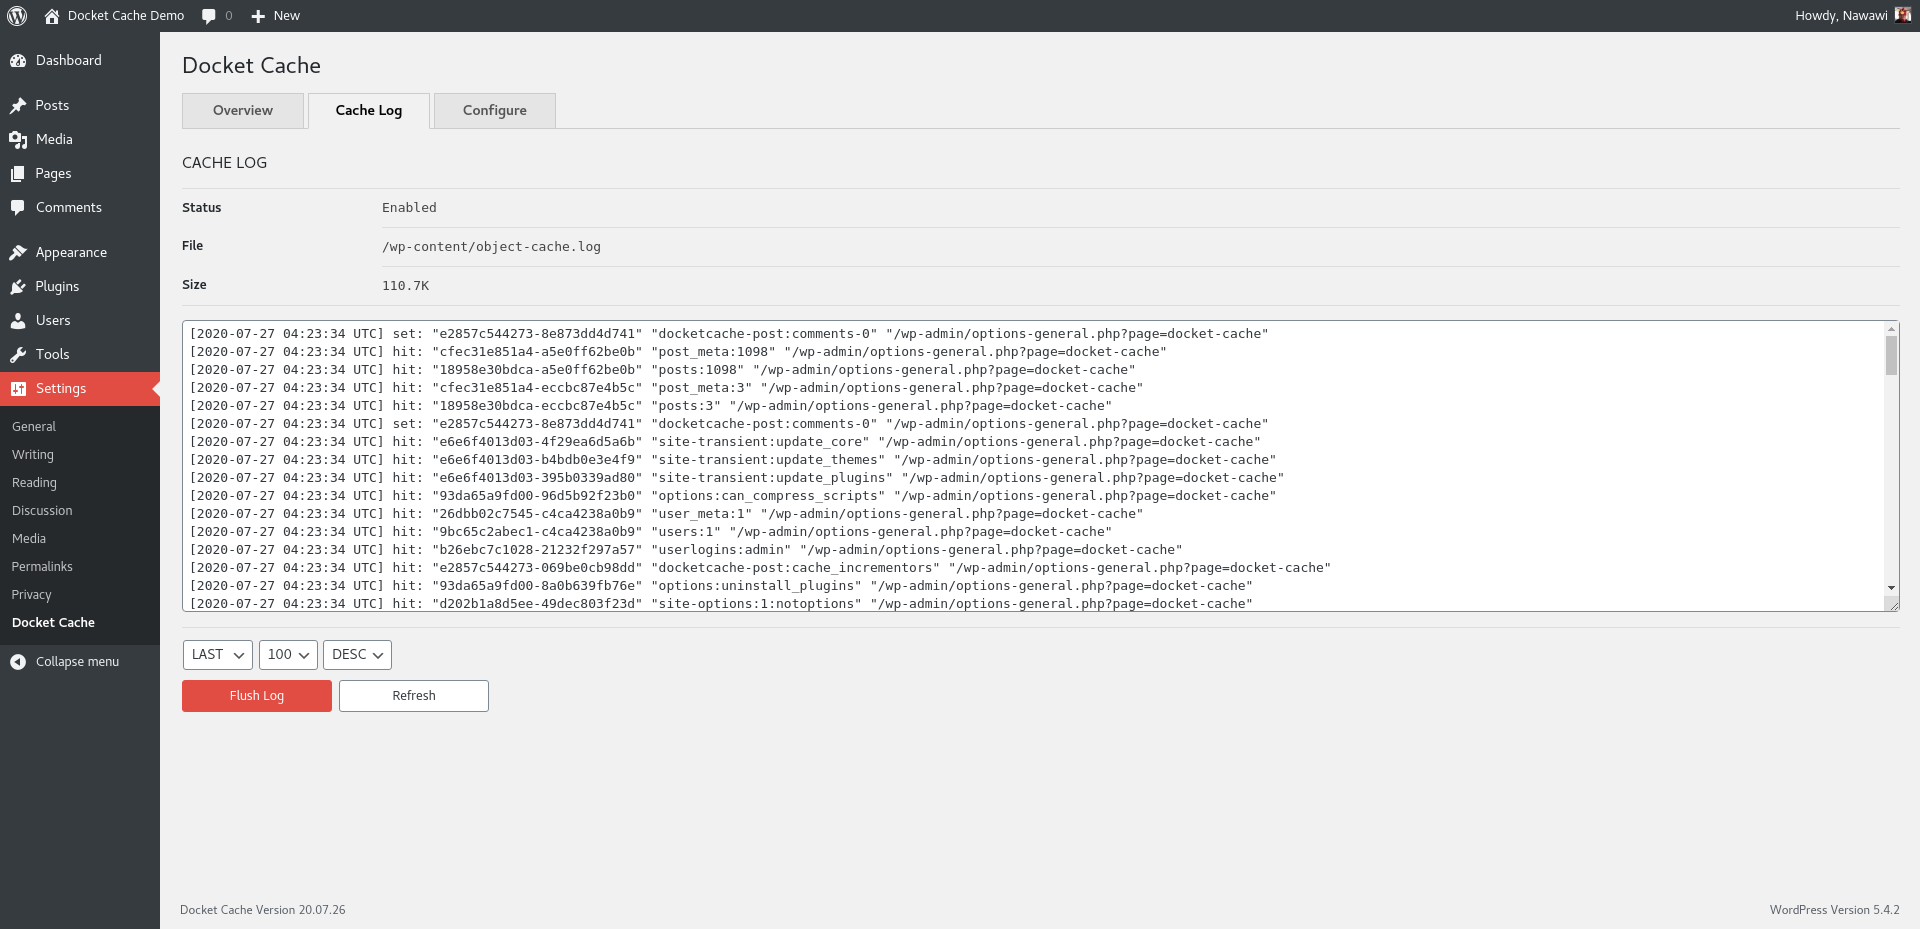 Docket Cache Demo 0 New Howdy, Nawawi
Dashboard
Posts
Media
Pages
Comments
Appearance
Plugins
Users
Tools
Settings
General
Writing
Reading
Discussion
Media
Permalinks
Privacy
Docket Cache
Collapse menu
Docket Cache
Overview Cache Log Configure
CACHE LOG
Status Enabled
File /wp-content/object-cache.log
Size 110.7K
[2020-07-27 04:23:34 UTC] set: "e2857c544273-8e873dd4d741" "docketcache-post:comments-0" "/wp-admin/options-general.php?page=docket-cache"
[2020-07-27 04:23:34 UTC] hit: "cfec31e851a4-a5e0ff62be0b" "post_meta:1098" "/wp-admin/options-general.php?page=docket-cache"
[2020-07-27 04:23:34 UTC] hit: "18958e30bdca-a5e0ff62be0b" "posts:1098" "/wp-admin/options-general.php?page=docket-cache"
[2020-07-27 04:23:34 UTC] hit: "cfec31e851a4-eccbc87e4b5c" "post_meta:3" "/wp-admin/options-general.php?page=docket-cache"
[2020-07-27 04:23:34 UTC] hit: "18958e30bdca-eccbc87e4b5c" "posts:3" "/wp-admin/options-general.php?page=docket-cache"
[2020-07-27 04:23:34 UTC] set: "e2857c544273-8e873dd4d741" "docketcache-post:comments-0" "/wp-admin/options-general.php?page=docket-cache"
[2020-07-27 04:23:34 UTC] hit: "e6e6f4013d03-4f29ea6d5a6b" "site-transient:update_core" "/wp-admin/options-general.php?page=docket-cache"
[2020-07-27 04:23:34 UTC] hit: "e6e6f4013d03-b4bdb0e3e4f9" "site-transient:update_themes" "/wp-admin/options-general.php?page=docket-cache"
[2020-07-27 04:23:34 UTC] hit: "e6e6f4013d03-395b0339ad80" "site-transient:update_plugins" "/wp-admin/options-general.php?page=docket-cache"
[2020-07-27 04:23:34 UTC] hit: "93da65a9fd00-96d5b92f23b0" "options:can_compress_scripts" "/wp-admin/options-general.php?page=docket-cache"
[2020-07-27 04:23:34 UTC] hit: "26dbb02c7545-c4ca4238a0b9" "user_meta:1" "/wp-admin/options-general.php?page=docket-cache"
[2020-07-27 04:23:34 UTC] hit: "9bc65c2abec1-c4ca4238a0b9" "users:1" "/wp-admin/options-general.php?page=docket-cache"
[2020-07-27 04:23:34 UTC] hit: "b26ebc7c1028-21232f297a57" "userlogins:admin" "/wp-admin/options-general.php?page=docket-cache"
[2020-07-27 04:23:34 UTC] hit: "e2857c544273-069be0cb98dd" "docketcache-post:cache_incrementors" "/wp-admin/options-general.php?page=docket-cache"
[2020-07-27 04:23:34 UTC] hit: "93da65a9fd00-8a0b639fb76e" "options:uninstall_plugins" "/wp-admin/options-general.php?page=docket-cache"
[2020-07-27 04:23:34 UTC] hit: "d202b1a8d5ee-49dec803f23d" "site-options:1:notoptions" "/wp-admin/options-general.php?page=docket-cache"
LAST 100 DESC
Flush Log Refresh
Docket Cache Version 20.07.26 WordPress Version 5.4.2